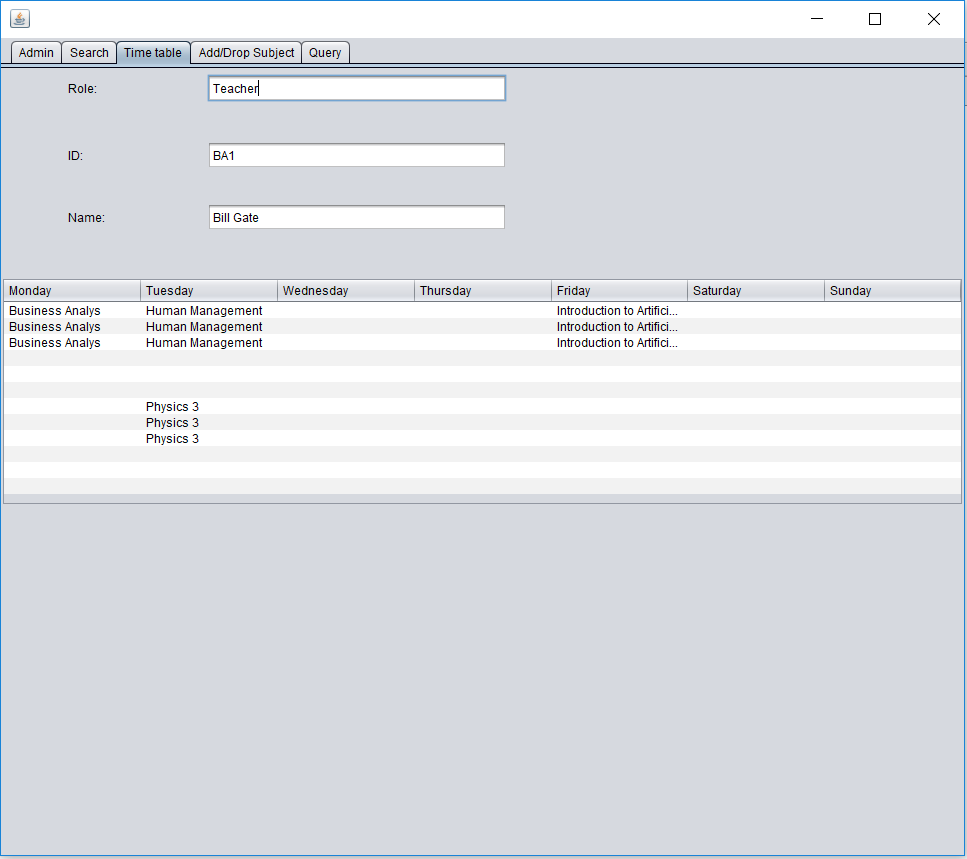 Admin Search Time table Add/Drop Subject Query
Role: Teacher
ID: BA1
Name: Bill Gate
Monday Tuesday Wednesday Thursday Friday Saturday Sunday
Business Analys Human Management Introduction to Artifici...
Business Analys Human Management Introduction to Artifici...
Business Analys Human Management Introduction to Artifici...
Physics 3
Physics 3
Physics 3